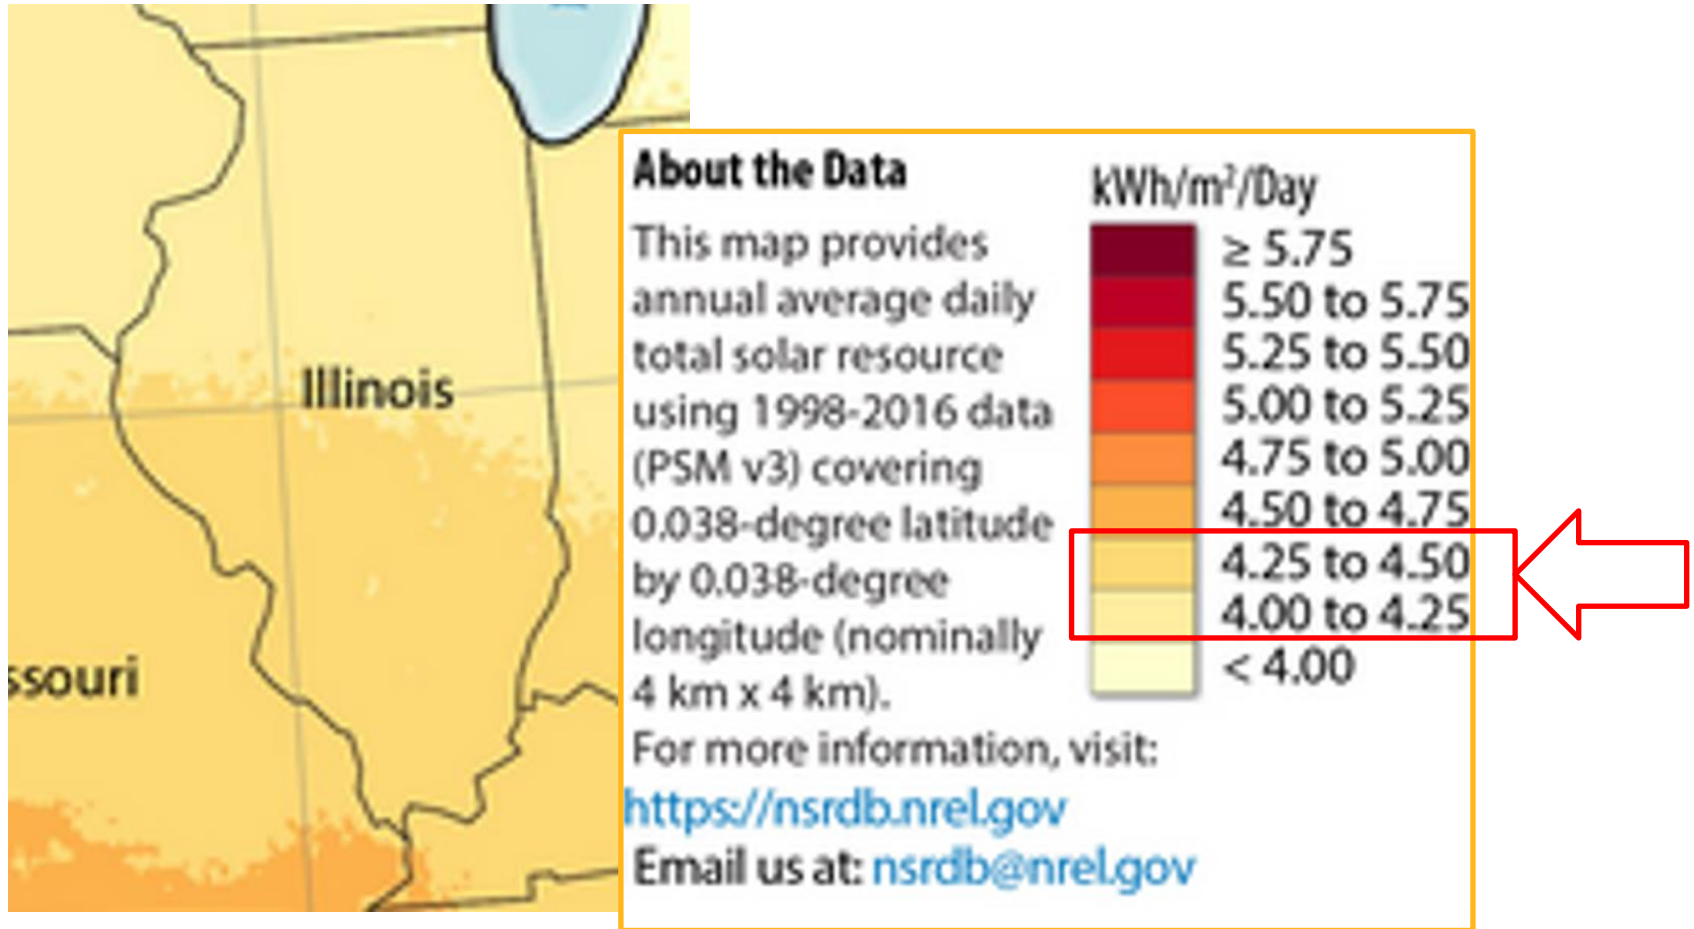 Illinois
ssouri
About the Data
This map provides
annual average daily
total solar resource
using 1998-2016 data
(PSM v3) covering
0.038-degree latitude
by 0.038-degree
longitude (nominally
4 km x 4 km).
For more information, visit:
https://nsrdb.nrel.gov
Email us at: nsrdb@nrel.gov
kWh/m²/Day
≥ 5.75
5.50 to 5.75
5.25 to 5.50
5.00 to 5.25
4.75 to 5.00
4.50 to 4.75
4.25 to 4.50
4.00 to 4.25
< 4.00